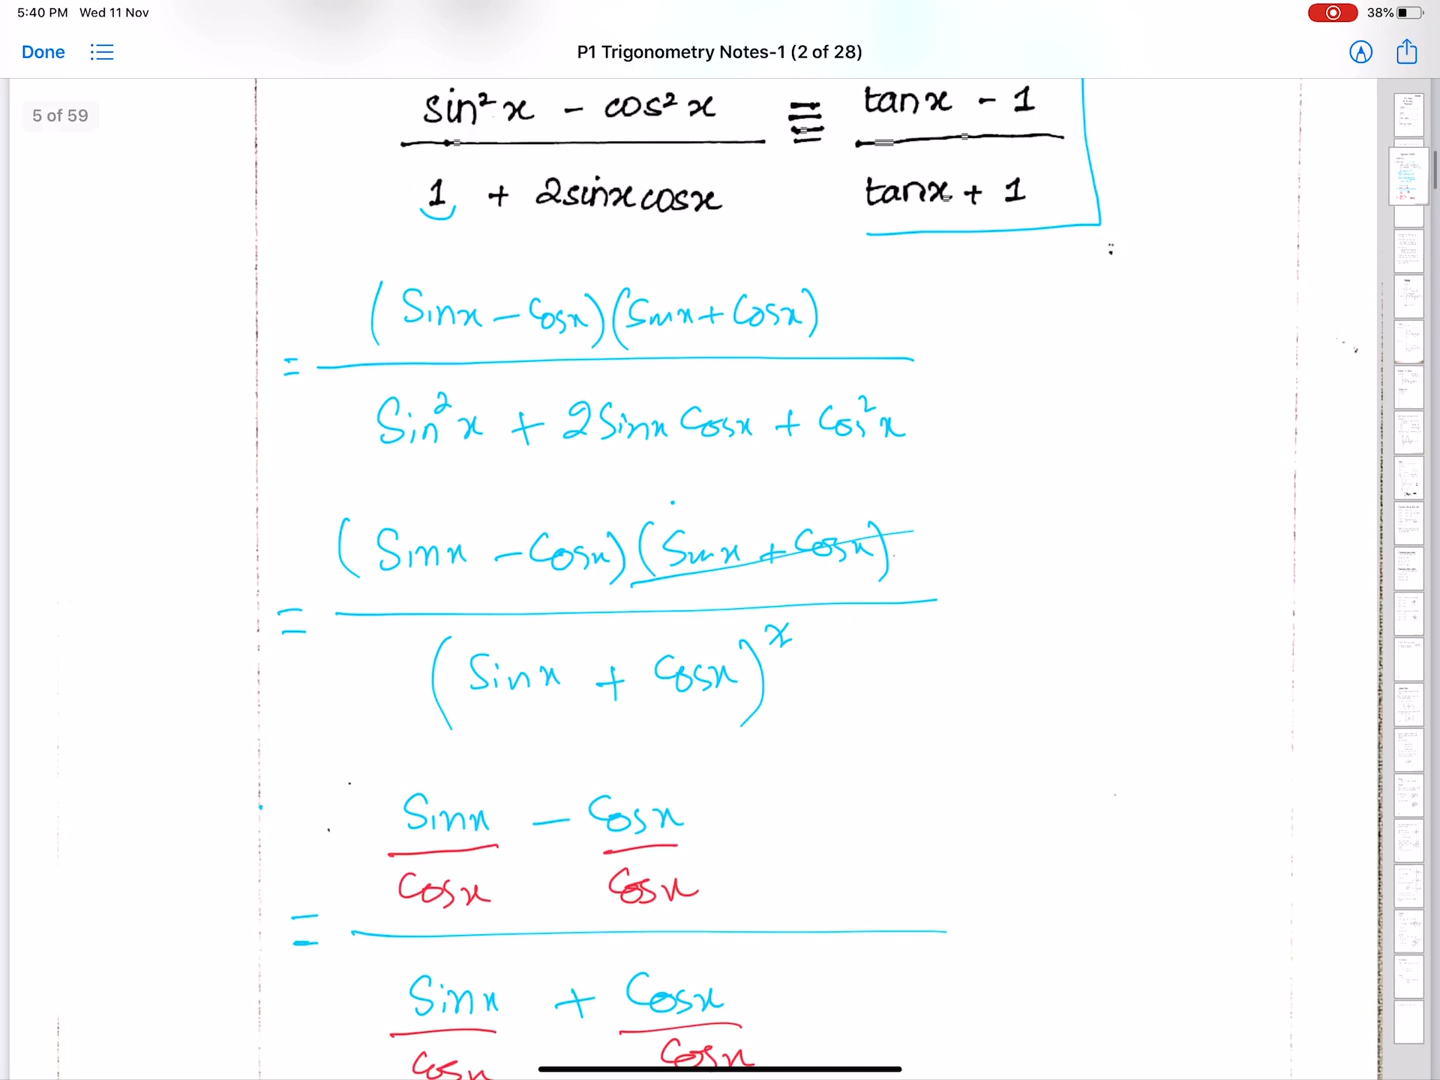 5:40 PM Wed 11 Nov
38%
Done
P1 Trigonometry Notes-1 (2 of 28)
5 of 59
sin²x - cos²x ≡ tanx - 1
1 + 2sinxcosx tanx + 1
(Sinx - Cosx)(Sinx + Cosx)
=
Sin²x + 2Sinx Cosx + Cos²x
(Sinx - Cosx)(Sinx + Cosx)
=
(Sinx + Cosx)²
Sinx - Cosx
Cosx Cosx
=
Sinx + Cosx
Cosx Cosx